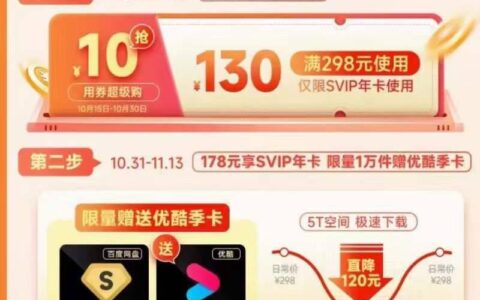 ¥10 抢
用券超级购
10月15日-10月30日
¥130
满298元使用
仅限SVIP年卡使用
第二步
10.31-11.13
178元享SVIP年卡 限量1万件赠优酷季卡
限量赠送优酷季卡
百度网盘
S
送
优酷
5T空间 极速下载
日常价
¥298
直降
120元
日常价
¥298